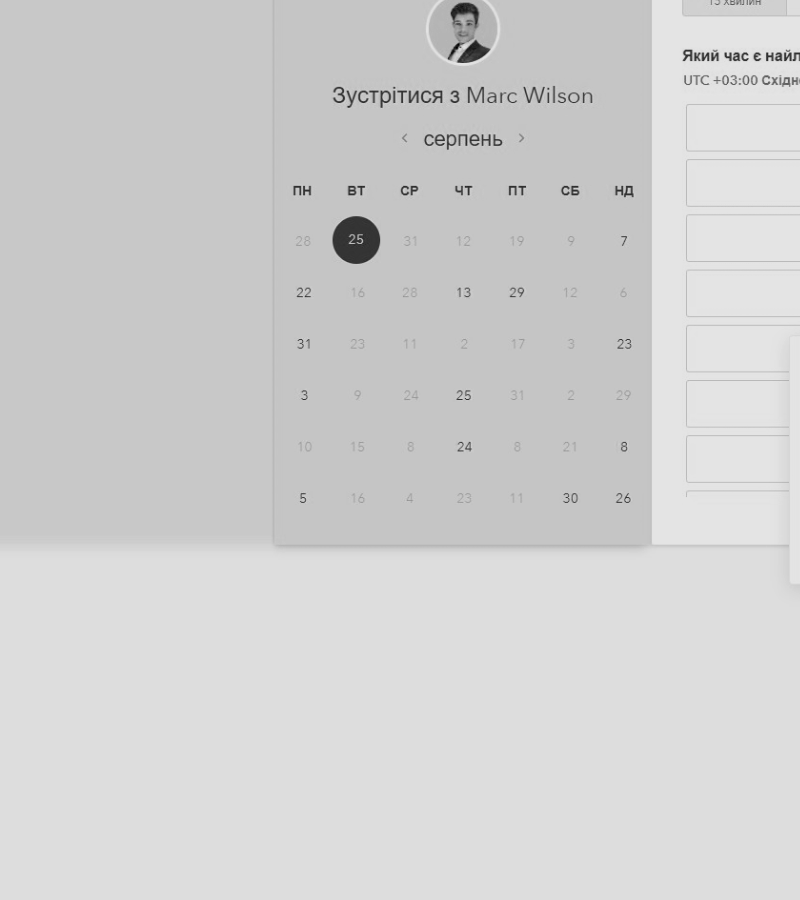 15 хвилин
Який час є найл
UTC +03:00 Східн
Зустрітися з Marc Wilson
серпень
ПН ВТ СР ЧТ ПТ СБ НД
28 25 31 12 19 9 7
22 16 28 13 29 12 6
31 23 11 2 17 3 23
3 9 24 25 31 2 29
10 15 8 24 8 21 8
5 16 4 23 11 30 26